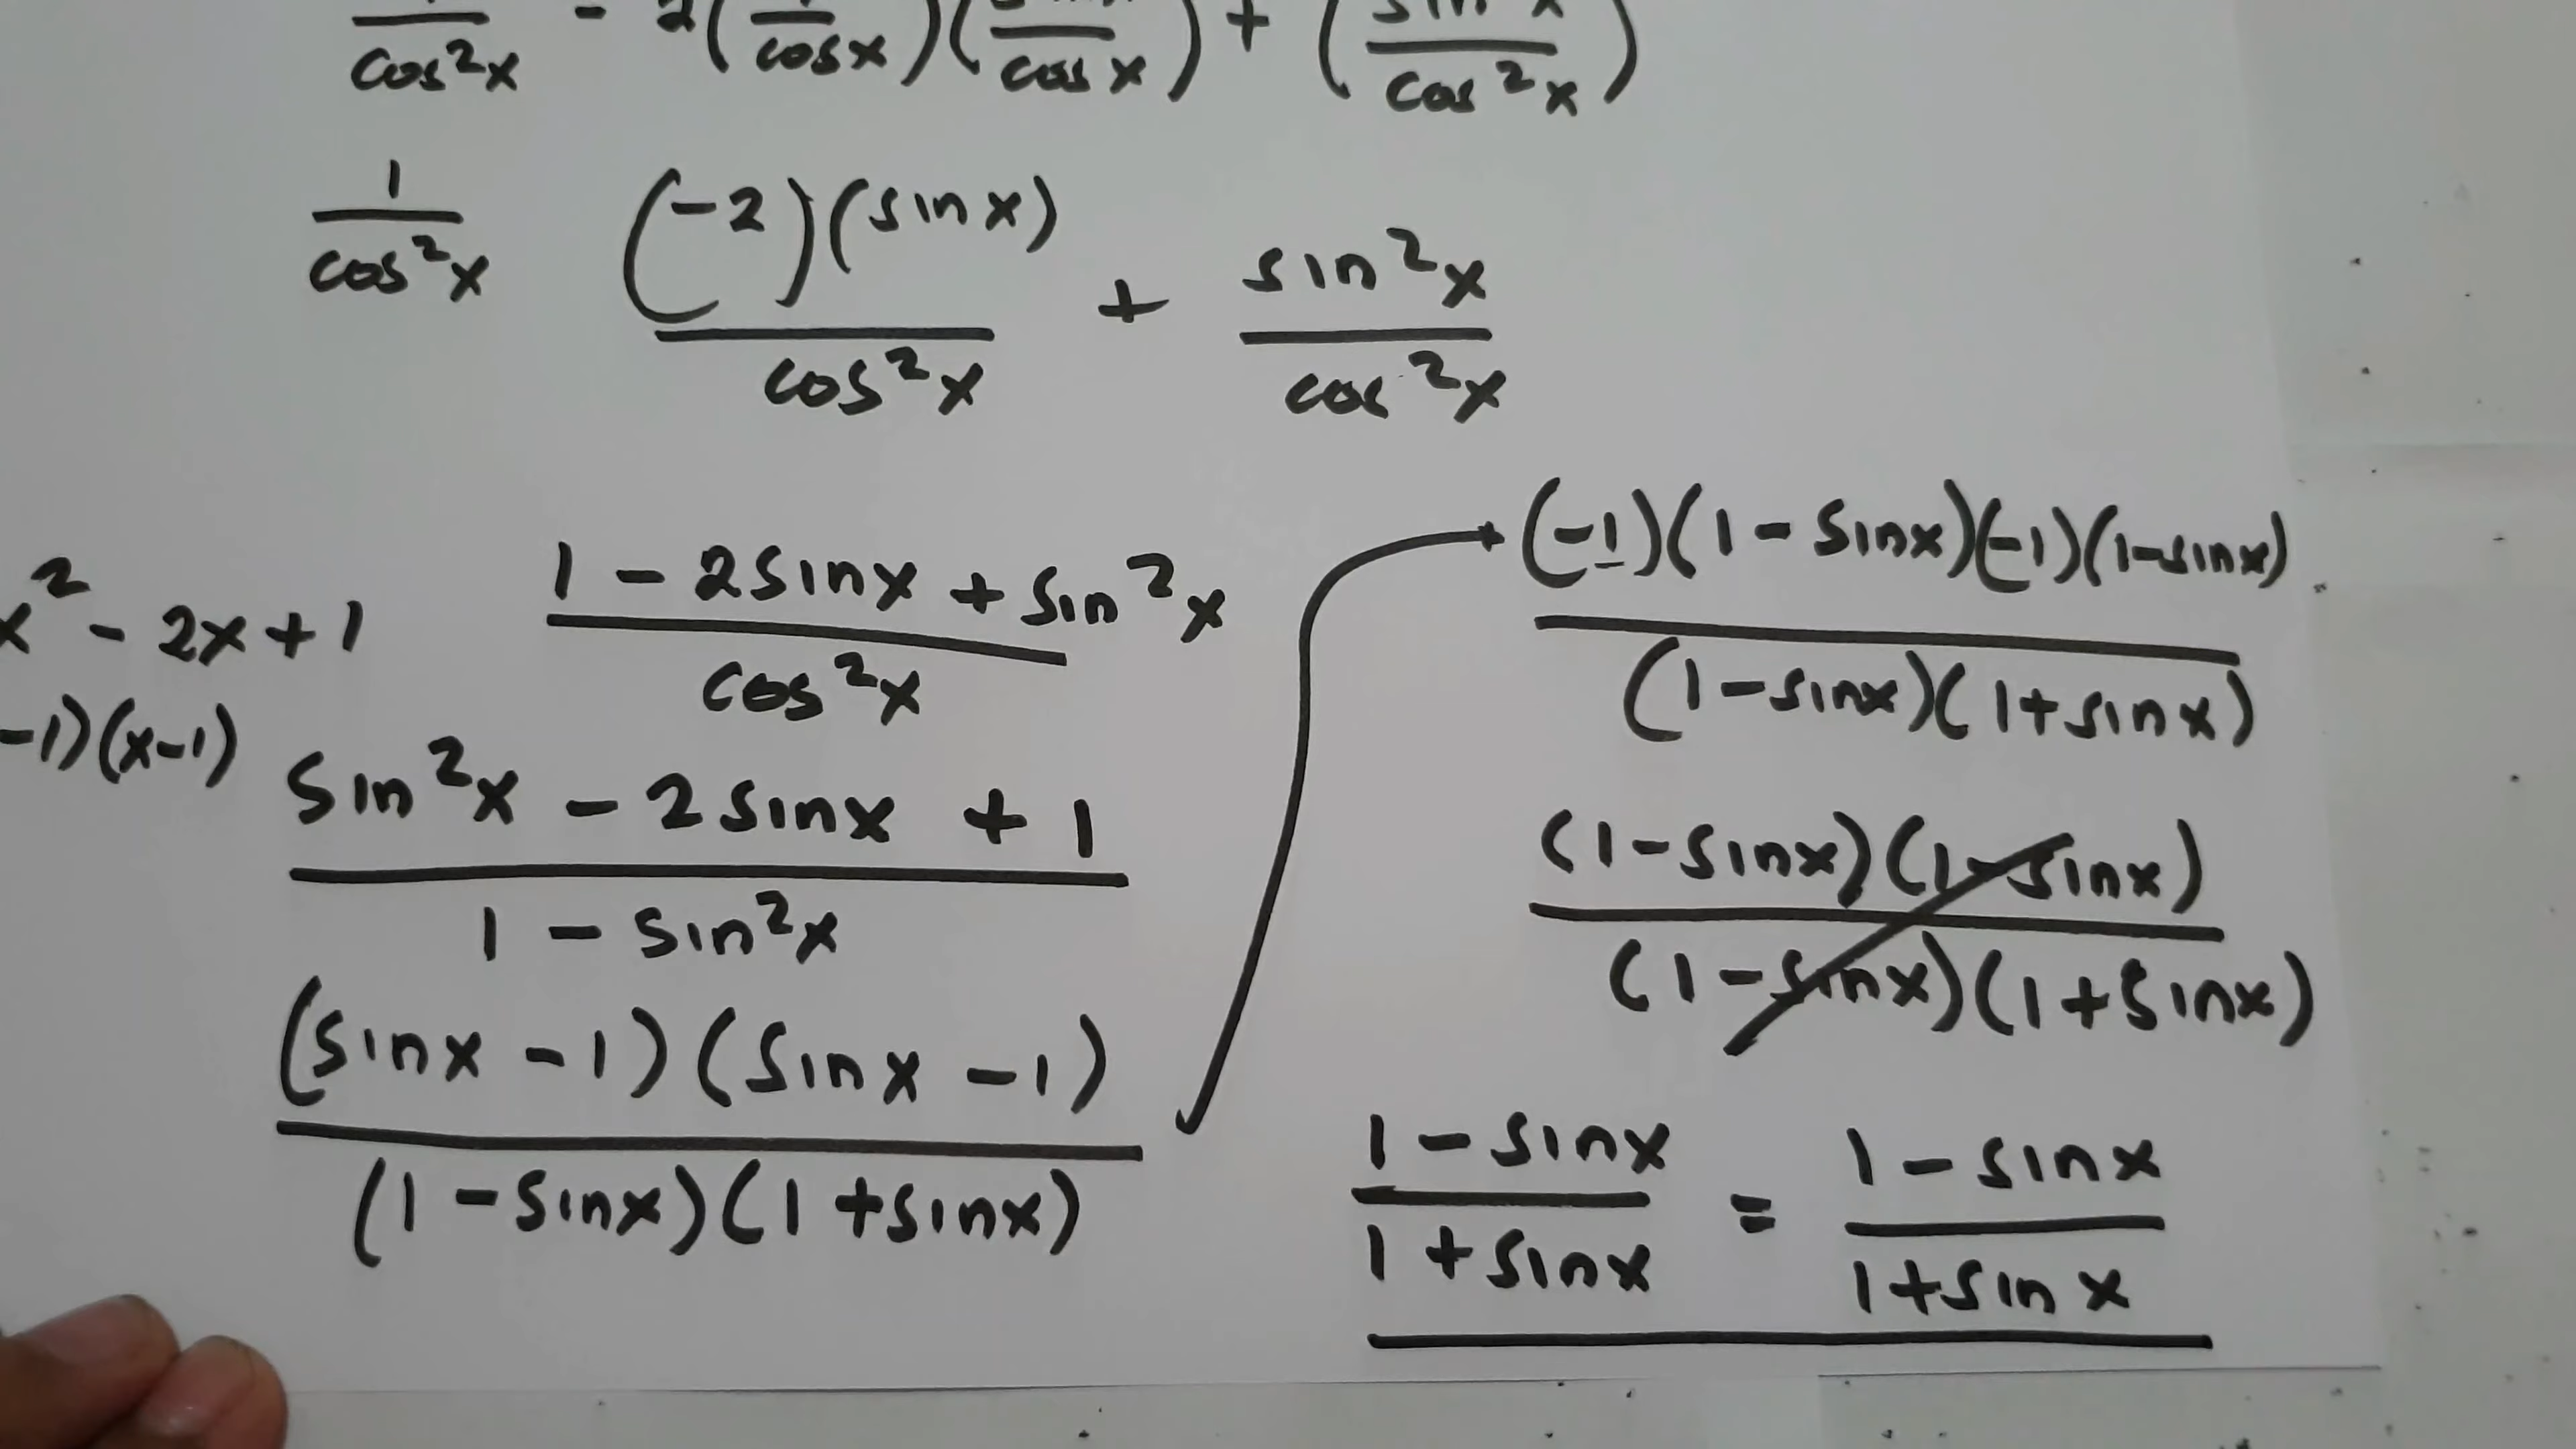 cos²x - 2(cosx)(cosx) + (cos²x)
1/cos²x (-2)(sinx)/cos²x + sin²x/cos²x
x² - 2x + 1
-1)(x-1)
1 - 2sinx + sin²x
cos²x
sin²x - 2sinx + 1
1 - sin²x
(sinx - 1)(sinx - 1)
(1 - sinx)(1 + sinx)
(-1)(1 - sinx)(-1)(1-sinx)
(1-sinx)(1+sinx)
(1-sinx)(1-sinx)
(1-sinx)(1+sinx)
1-sinx/1+sinx = 1-sinx/1+sinx